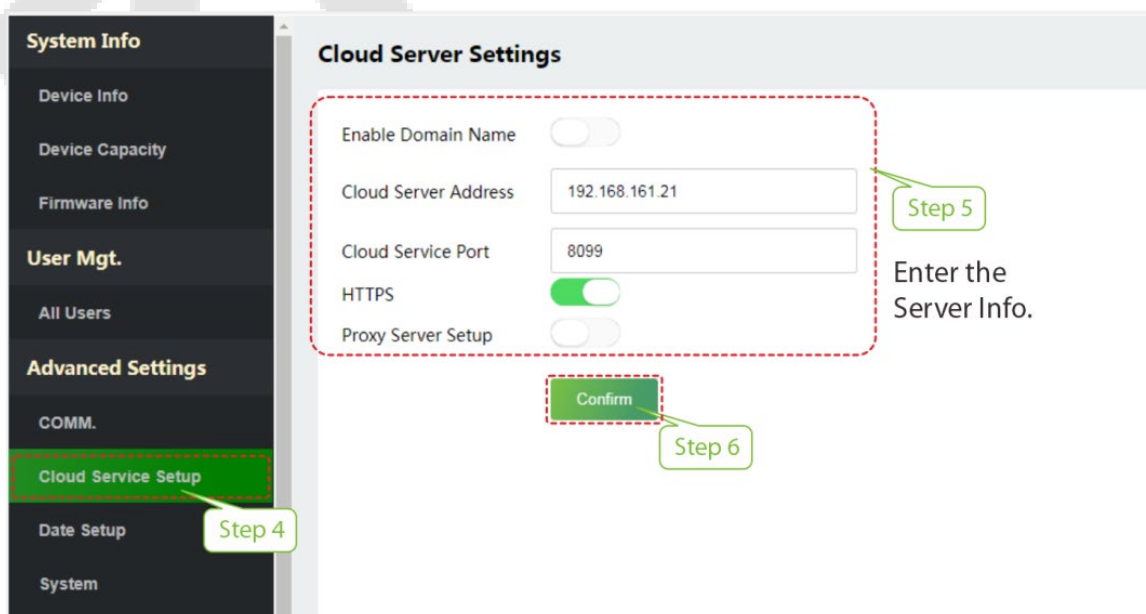 System Info
Device Info
Device Capacity
Firmware Info
User Mgt.
All Users
Advanced Settings
COMM.
Cloud Service Setup
Step 4
Date Setup
System
Cloud Server Settings
Enable Domain Name
Cloud Server Address 192.168.161.21
Cloud Service Port 8099
HTTPS
Proxy Server Setup
Step 5
Enter the
Server Info.
Confirm
Step 6